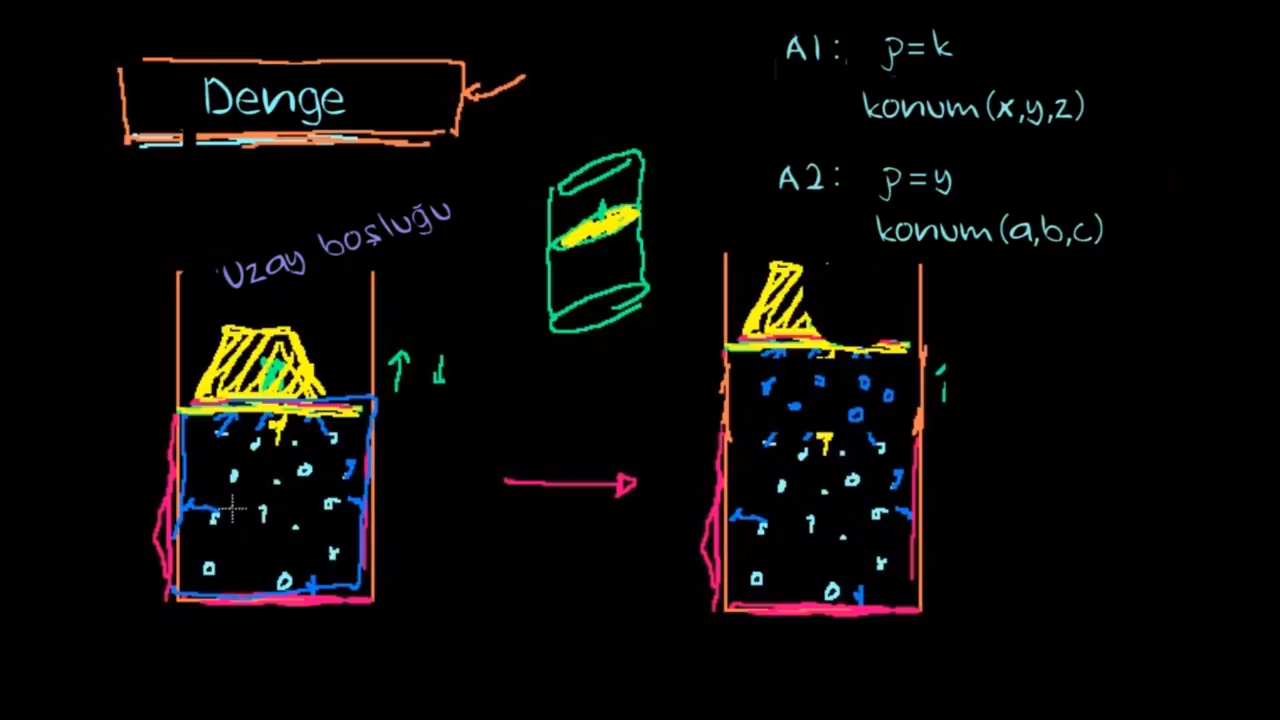 Denge
A1: p=k
konum(x,y,z)
A2: p=y
konum(a,b,c)
Uzay boşluğu